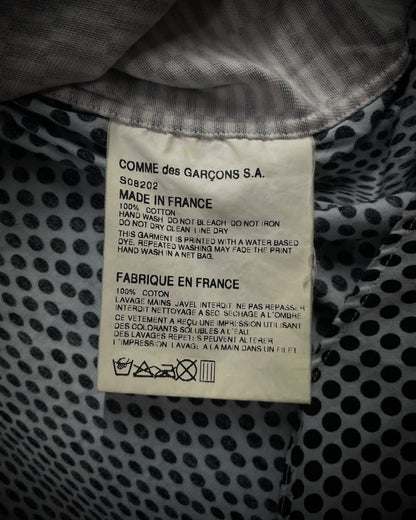 COMME des GARÇONS S.A.
S08202
MADE IN FRANCE
100% COTTON
HAND WASH DO NOT BLEACH DO NOT IRON
DO NOT DRY CLEAN LINE DRY
THIS GARMENT IS PRINTED WITH A WATER BASED
DYE. REPEATED WASHING MAY FADE THE PRINT
HAND WASH IN A NET BAG.
FABRIQUE EN FRANCE
100% COTON
LAVAGE MAINS JAVEL INTERDIT NE PAS REPASSER
INTERDIT NETTOYAGE A SEC SECHAGE A L'OMBRE
CE VETEMENT A REÇU UNE IMPRESSION UTILISANT
DES COLORANTS SOLUBLES A L'EAU.
DES LAVAGES REPETES PEUVENT ALTERER
L'IMPRESSION. LAVAGE A LA MAIN DANS UN FILET